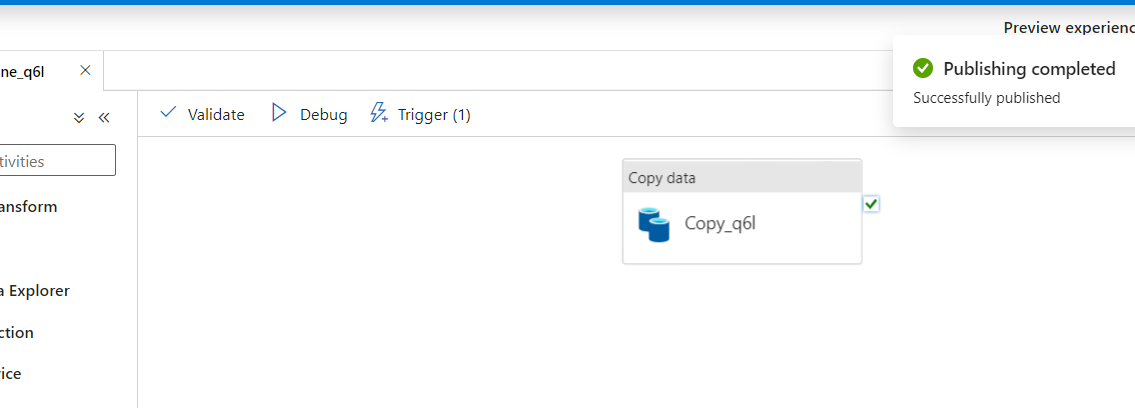 Preview experienc
ne_q6l
Publishing completed
Successfully published
Validate
Debug
Trigger (1)
tivities
ansform
a Explorer
ction
ice
Copy data
Copy_q6l